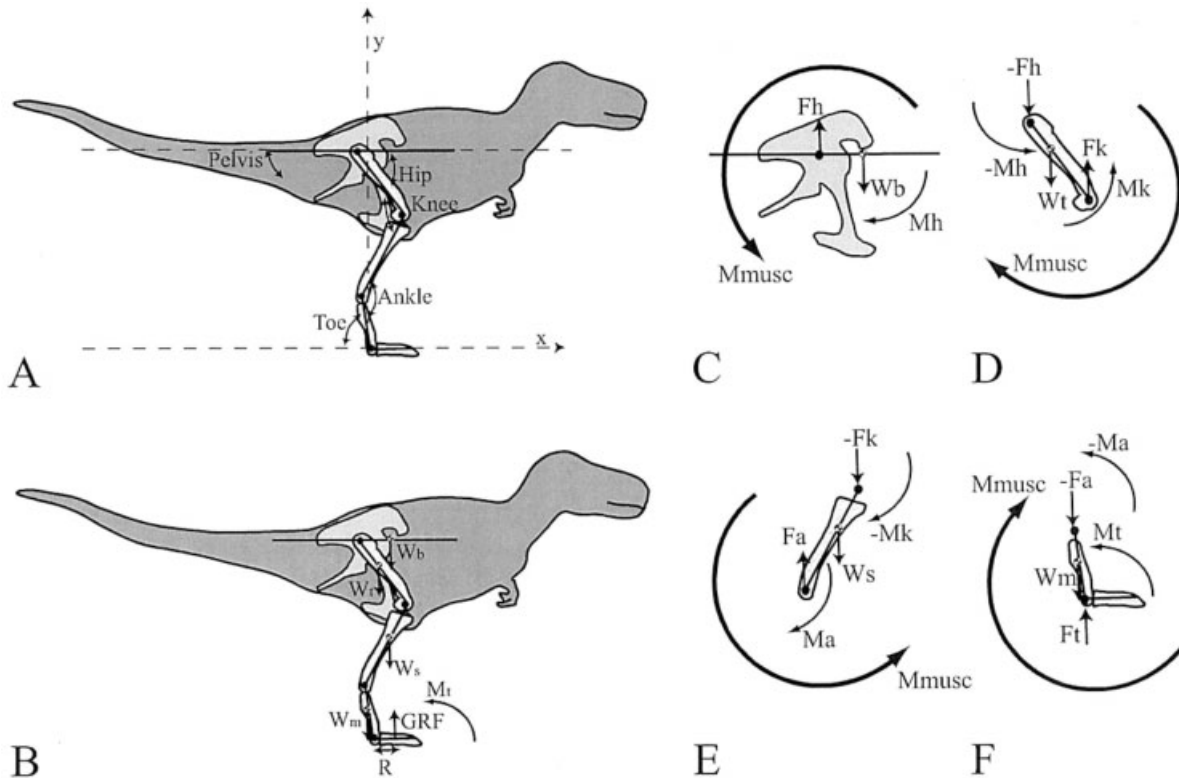 y
Pelvis
Hip
Knee
Ankle
Toe
x
A
Fh
Wb
Mh
Mmusc
C
-Fh
-Mh
Fk
Wt
Mk
Mmusc
D
Wb
Wt
Ws
Mt
Wm
GRF
R
B
-Fk
Fa
-Mk
Ws
Ma
Mmusc
E
-Ma
Mmusc
-Fa
Mt
Wm
Ft
F